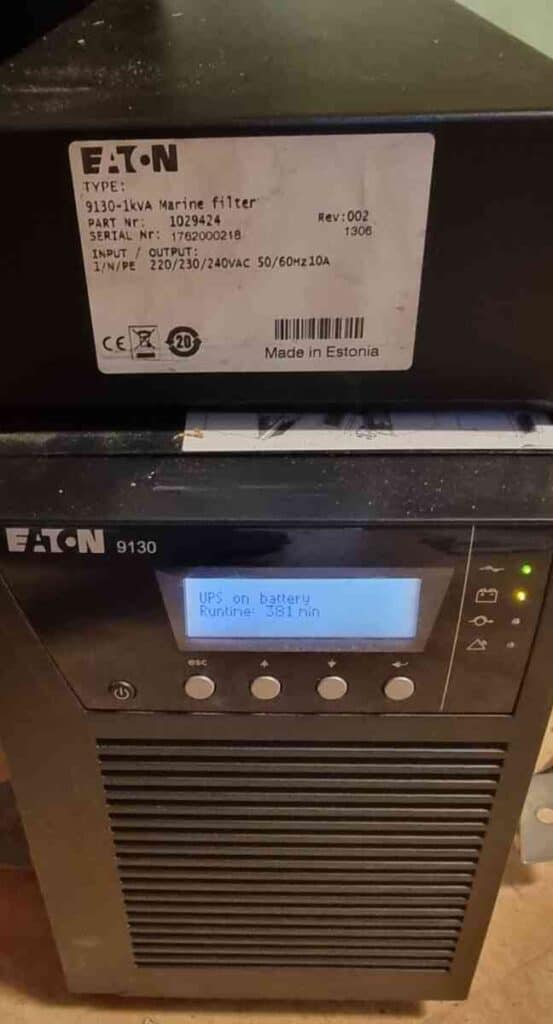 EATON
TYPE:
9130-1kVA Marine filter
PART Nr: 1029424 Rev:002
SERIAL Nr: 1762000218 1306
INPUT / OUTPUT:
1/N/PE 220/230/240VAC 50/60Hz 10A
CE 20
Made in Estonia
EATON 9130
UPS on battery
Runtime: 381 min
esc